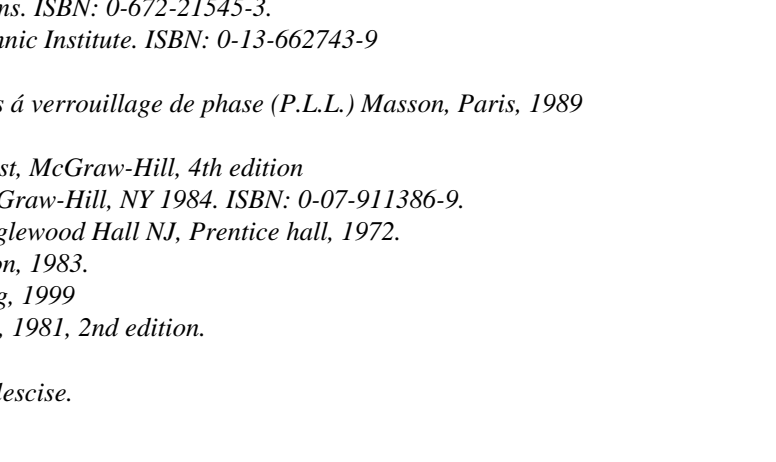 ns. ISBN: 0-672-21545-3.
nnic Institute. ISBN: 0-13-662743-9
s á verrouillage de phase (P.L.L.) Masson, Paris, 1989
st, McGraw-Hill, 4th edition
Graw-Hill, NY 1984. ISBN: 0-07-911386-9.
glewood Hall NJ, Prentice hall, 1972.
on, 1983.
g, 1999
, 1981, 2nd edition.
lescise.